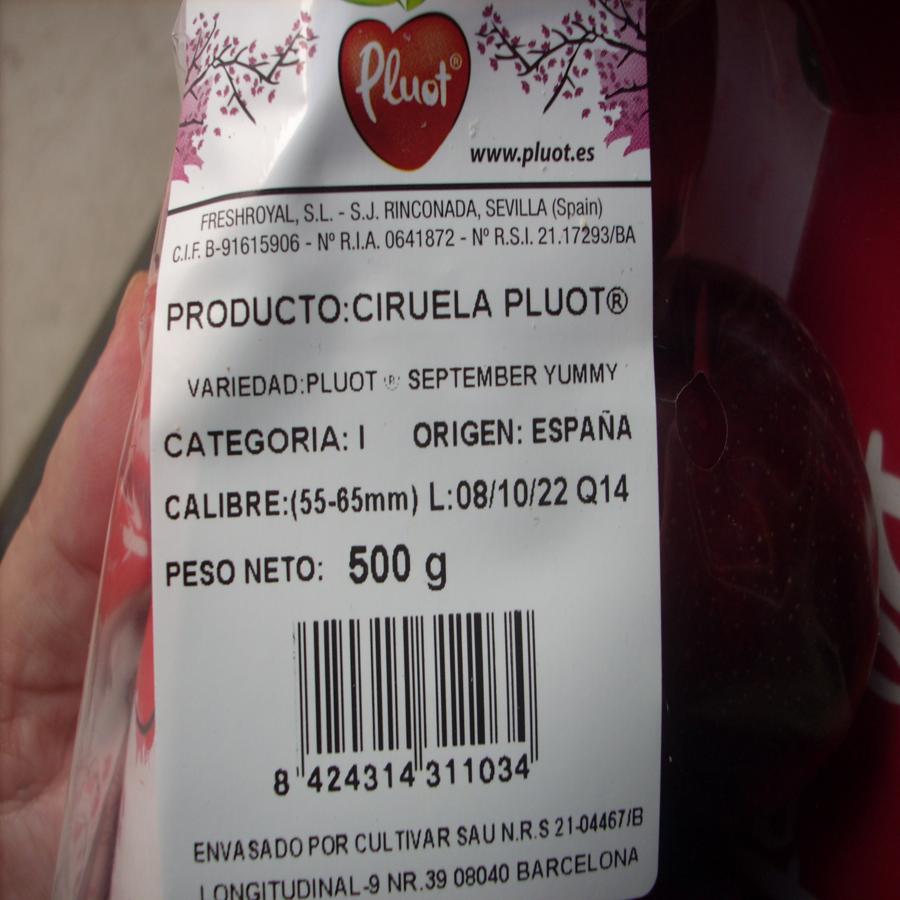 Pluot®
www.pluot.es
FRESHROYAL, S.L. - S.J. RINCONADA, SEVILLA (Spain)
C.I.F. B-91615906 - Nº R.I.A. 0641872 - Nº R.S.I. 21.17293/BA
PRODUCTO:CIRUELA PLUOT®
VARIEDAD:PLUOT ® SEPTEMBER YUMMY
CATEGORIA: I ORIGEN: ESPAÑA
CALIBRE:(55-65mm) L:08/10/22 Q14
PESO NETO: 500 g
8 424314 311034
ENVASADO POR CULTIVAR SAU N.R.S 21-04467/B
LONGITUDINAL-9 NR.39 08040 BARCELONA